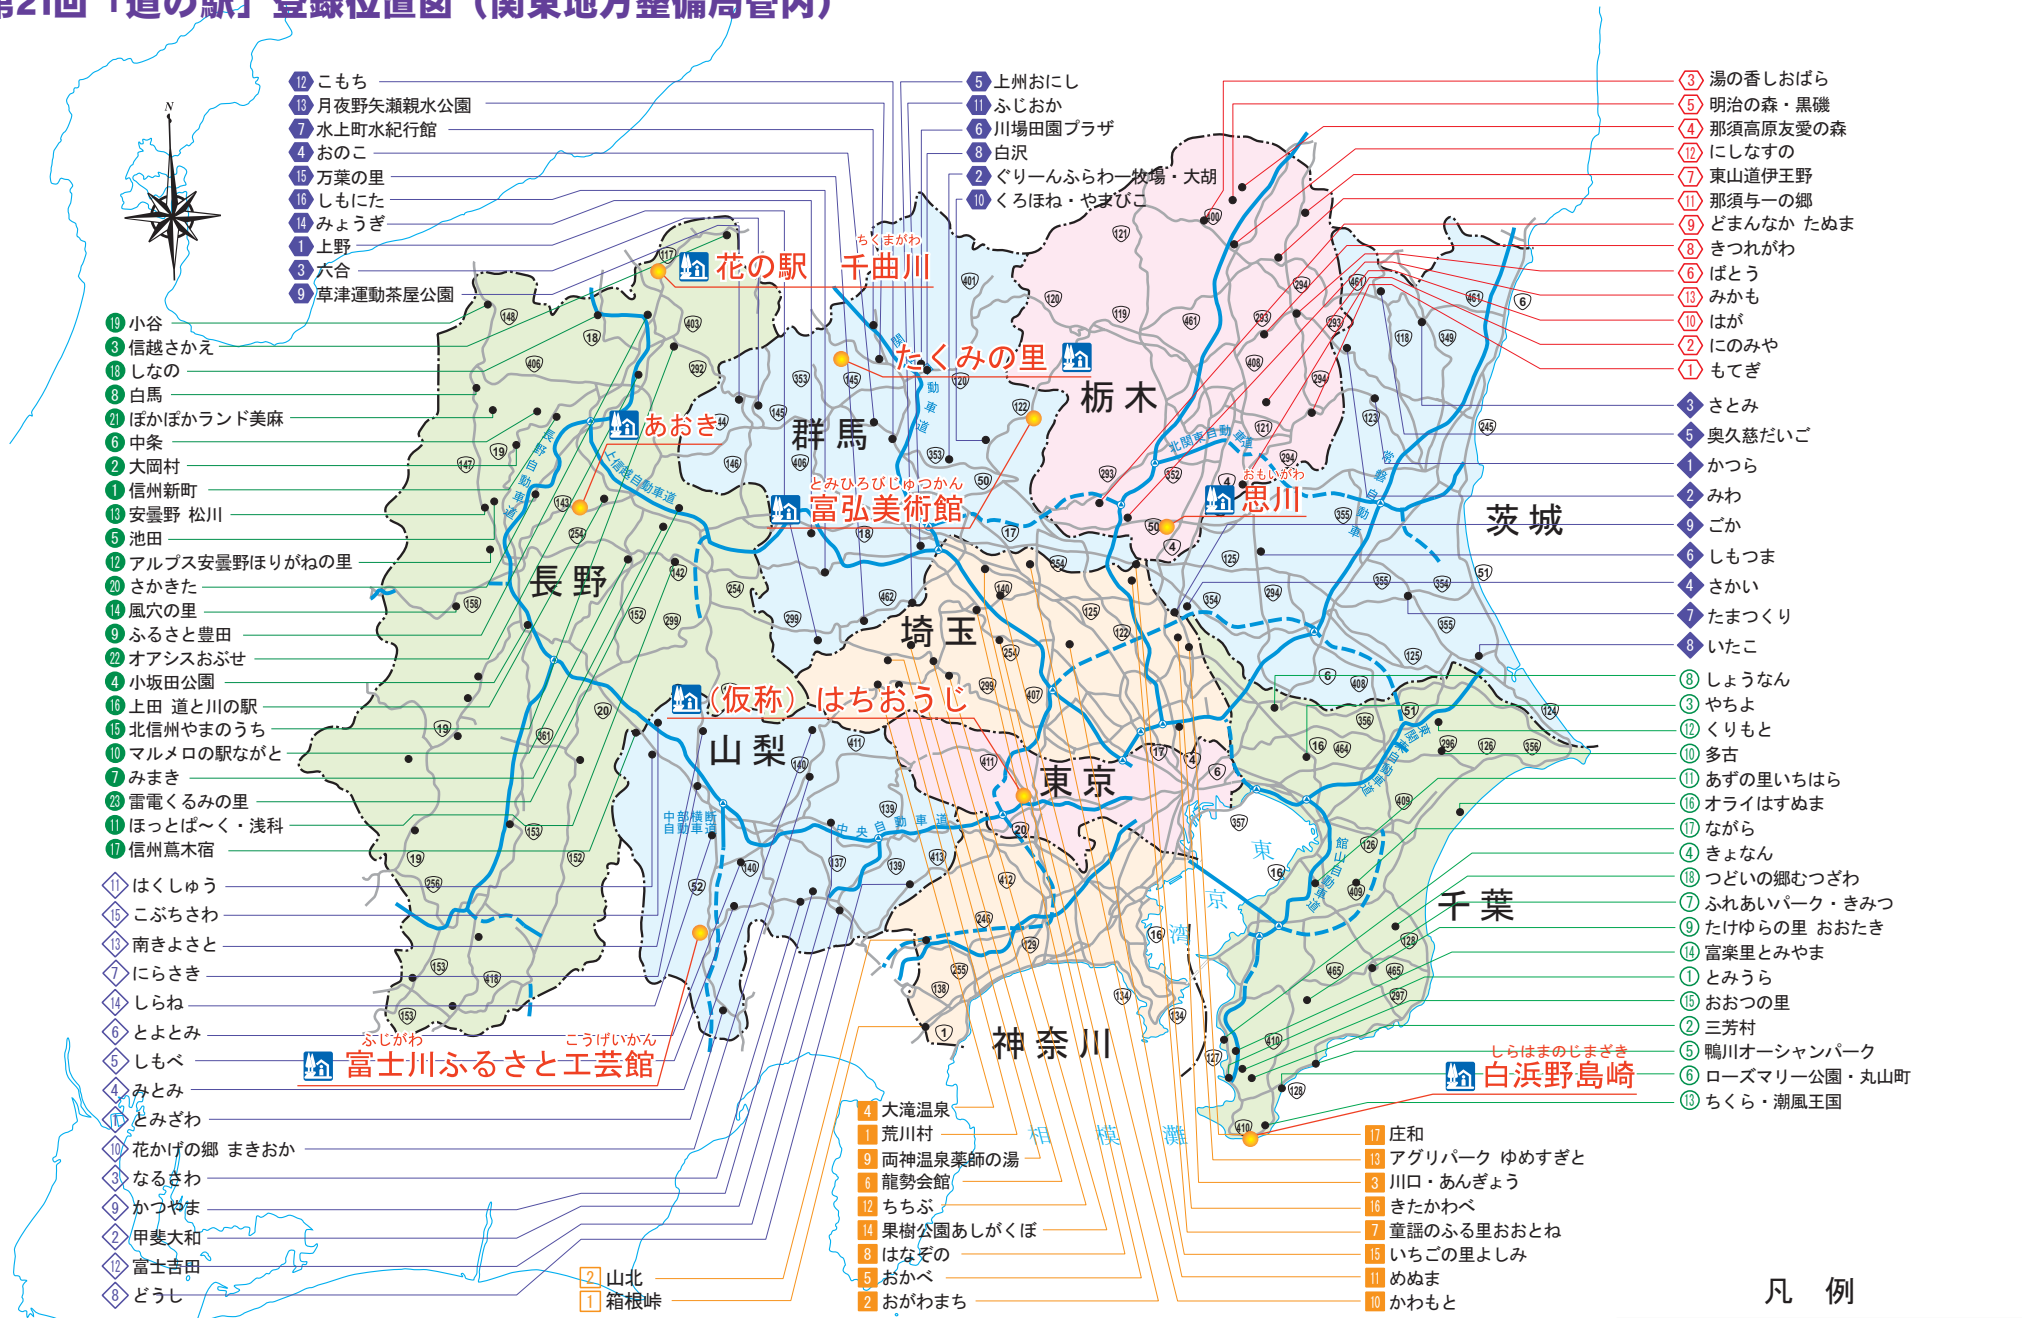 第21回「道の駅」登録位置図（関東地方整備局管内）
N
12 こもち
13 月夜野矢瀬親水公園
7 水上町水紀行館
4 おのこ
15 万葉の里
16 しもにた
14 みょうぎ
1 上野
3 六合
9 草津運動茶屋公園
5 上州おにし
11 ふじおか
6 川場田園プラザ
8 白沢
2 ぐりーんふらわー牧場・大胡
10 くろほね・やまびこ
3 湯の香しおばら
5 明治の森・黒磯
4 那須高原友愛の森
12 にしなすの
7 東山道伊王野
11 那須与一の郷
9 どまんなか たぬま
8 きつれがわ
6 ばとう
13 みかも
10 はが
2 にのみや
1 もてぎ
3 さとみ
5 奥久慈だいご
1 かつら
2 みわ
9 ごか
6 しもつま
4 さかい
7 たまつくり
8 いたこ
8 しょうなん
3 やちよ
12 くりもと
10 多古
11 あずの里いちはら
16 オライはすぬま
17 ながら
4 きょなん
18 つどいの郷むつざわ
7 ふれあいパーク・きみつ
9 たけゆらの里 おおたき
14 富楽里とみやま
1 とみうら
15 おおつの里
2 三芳村
5 鴨川オーシャンパーク
6 ローズマリー公園・丸山町
13 ちくら・潮風王国
19 小谷
3 信越さかえ
18 しなの
8 白馬
21 ぽかぽかランド美麻
6 中条
2 大岡村
1 信州新町
13 安曇野 松川
5 池田
12 アルプス安曇野ほりがねの里
20 さかきた
14 風穴の里
9 ふるさと豊田
22 オアシスおぶせ
4 小坂田公園
16 上田 道と川の駅
15 北信州やまのうち
10 マルメロの駅ながと
7 みまき
23 雷電くるみの里
11 ほっとぱ～く・浅科
17 信州蔦木宿
11 はくしゅう
15 こぶちさわ
13 南きよさと
7 にらさき
14 しらね
6 とよとみ
5 しもべ
4 みとみ
とみざわ
10 花かげの郷 まきおか
3 なるさわ
9 かつやま
2 甲斐大和
12 富士吉田
8 どうし
2 山北
1 箱根峠
4 大滝温泉
1 荒川村
9 両神温泉薬師の湯
6 龍勢会館
12 ちちぶ
14 果樹公園あしがくぼ
8 はなぞの
5 おかべ
2 おがわまち
17 庄和
13 アグリパーク ゆめすぎと
3 川口・あんぎょう
16 きたかわべ
7 童謡のふる里おおとね
15 いちごの里よしみ
11 めぬま
10 かわもと
ちくまがわ
花の駅 千曲川
たくみの里
あおき
とみひろびじゅつかん
富弘美術館
おもいがわ
思川
（仮称）はちおうじ
ふじがわ こうげいかん
富士川ふるさと工芸館
しらはまのじまざき
白浜野島崎
長野
群馬
栃木
茨城
埼玉
山梨
東京
千葉
神奈川
長野自動車道
上信越自動車道
北関東自動車道
常磐自動車
中部横断
自動車道
中央自動車道
館山自動車道
東関東自動車道
東京湾
相模灘
凡 例